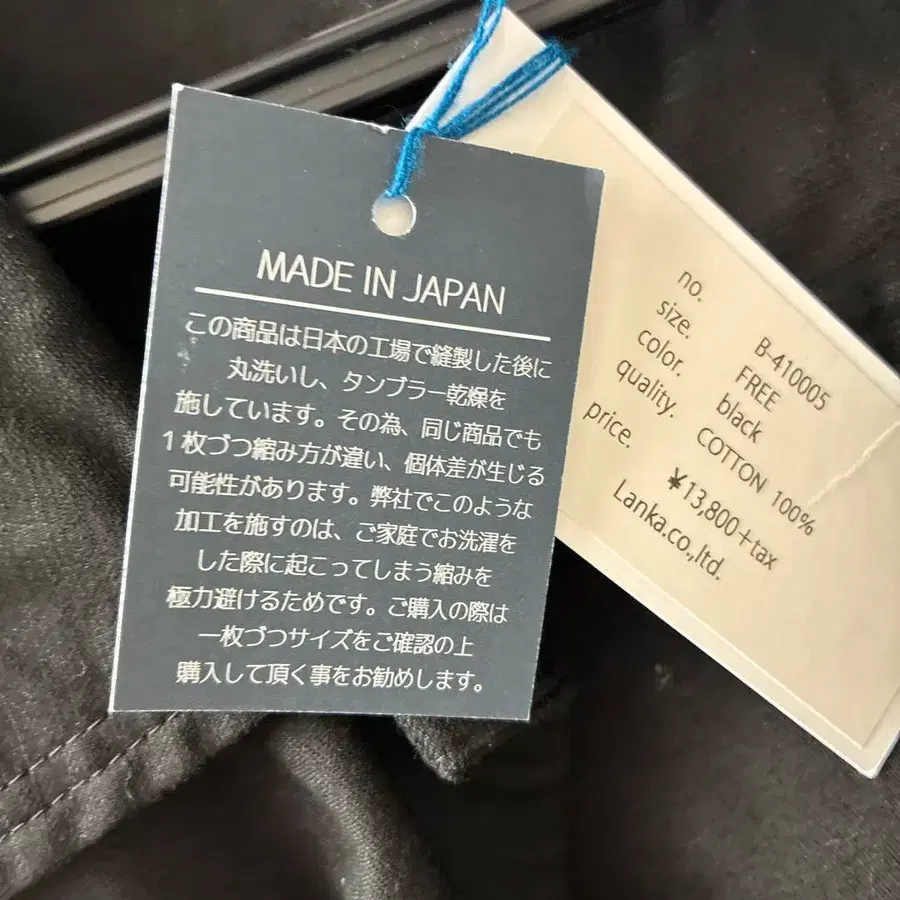 MADE IN JAPAN
この商品は日本の工場で縫製した後に
丸洗いし、タンブラー乾燥を
施しています。その為、同じ商品でも
1枚づつ縮み方が違い、個体差が生じる
可能性があります。弊社でこのような
加工を施すのは、ご家庭でお洗濯を
した際に起こってしまう縮みを
極力避けるためです。ご購入の際は
一枚づつサイズをご確認の上
購入して頂く事をお勧めします。
no. B-410005
size. FREE
color. black
quality. COTTON 100%
price. ¥13,800+tax
Lanka.co.,ltd.